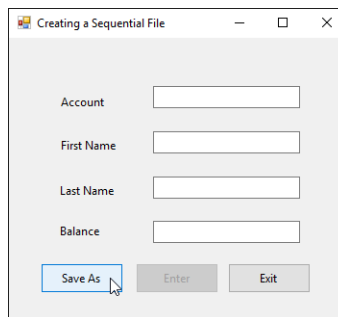 Creating a Sequential File
Account
First Name
Last Name
Balance
Save As Enter Exit